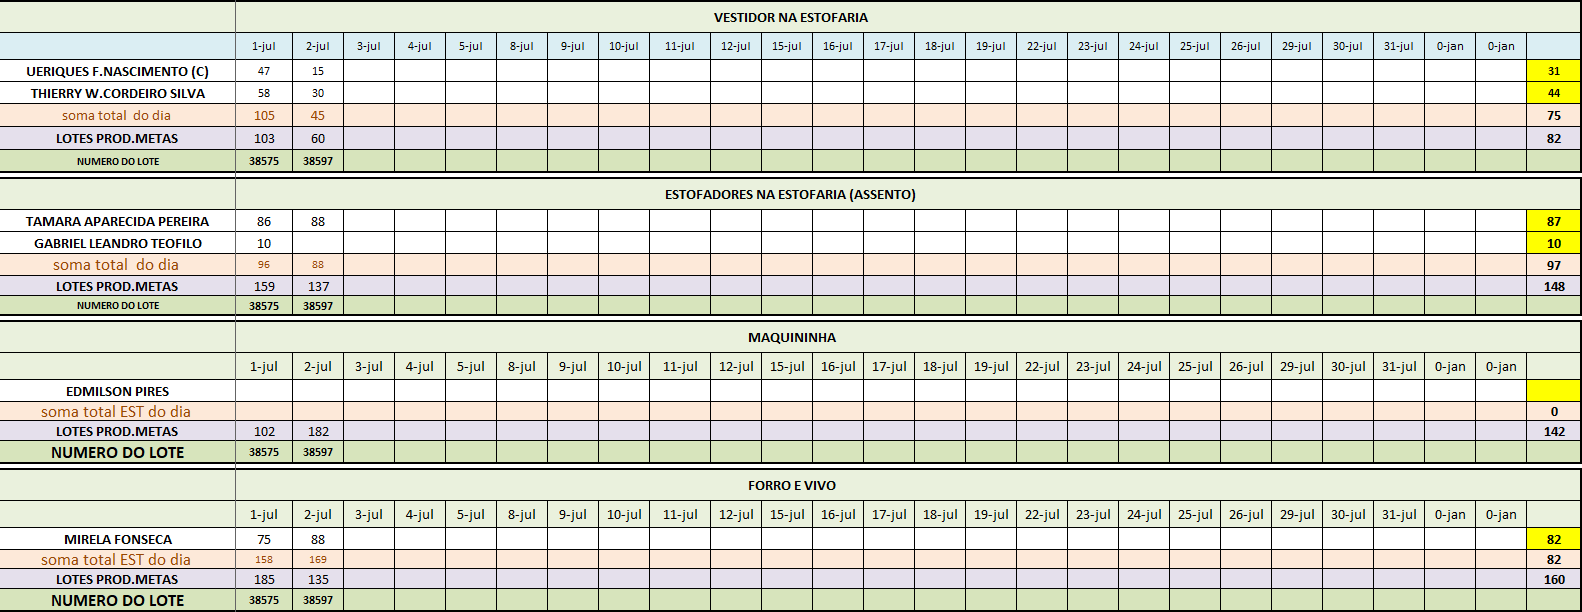 VESTIDOR NA ESTOFARIA
1-jul 2-jul 3-jul 4-jul 5-jul 8-jul 9-jul 10-jul 11-jul 12-jul 15-jul 16-jul 17-jul 18-jul 19-jul 22-jul 23-jul 24-jul 25-jul 26-jul 29-jul 30-jul 31-jul 0-jan 0-jan
UERIQUES F.NASCIMENTO (C) 47 15 31
THIERRY W.CORDEIRO SILVA 58 30 44
soma total do dia 105 45 75
LOTES PROD.METAS 103 60 82
NUMERO DO LOTE 38575 38597
ESTOFADORES NA ESTOFARIA (ASSENTO)
TAMARA APARECIDA PEREIRA 86 88 87
GABRIEL LEANDRO TEOFILO 10 10
soma total do dia 96 88 97
LOTES PROD.METAS 159 137 148
NUMERO DO LOTE 38575 38597
MAQUININHA
1-jul 2-jul 3-jul 4-jul 5-jul 8-jul 9-jul 10-jul 11-jul 12-jul 15-jul 16-jul 17-jul 18-jul 19-jul 22-jul 23-jul 24-jul 25-jul 26-jul 29-jul 30-jul 31-jul 0-jan 0-jan
EDMILSON PIRES
soma total EST do dia 0
LOTES PROD.METAS 102 182 142
NUMERO DO LOTE 38575 38597
FORRO E VIVO
1-jul 2-jul 3-jul 4-jul 5-jul 8-jul 9-jul 10-jul 11-jul 12-jul 15-jul 16-jul 17-jul 18-jul 19-jul 22-jul 23-jul 24-jul 25-jul 26-jul 29-jul 30-jul 31-jul 0-jan 0-jan
MIRELA FONSECA 75 88 82
soma total EST do dia 158 169 82
LOTES PROD.METAS 185 135 160
NUMERO DO LOTE 38575 38597